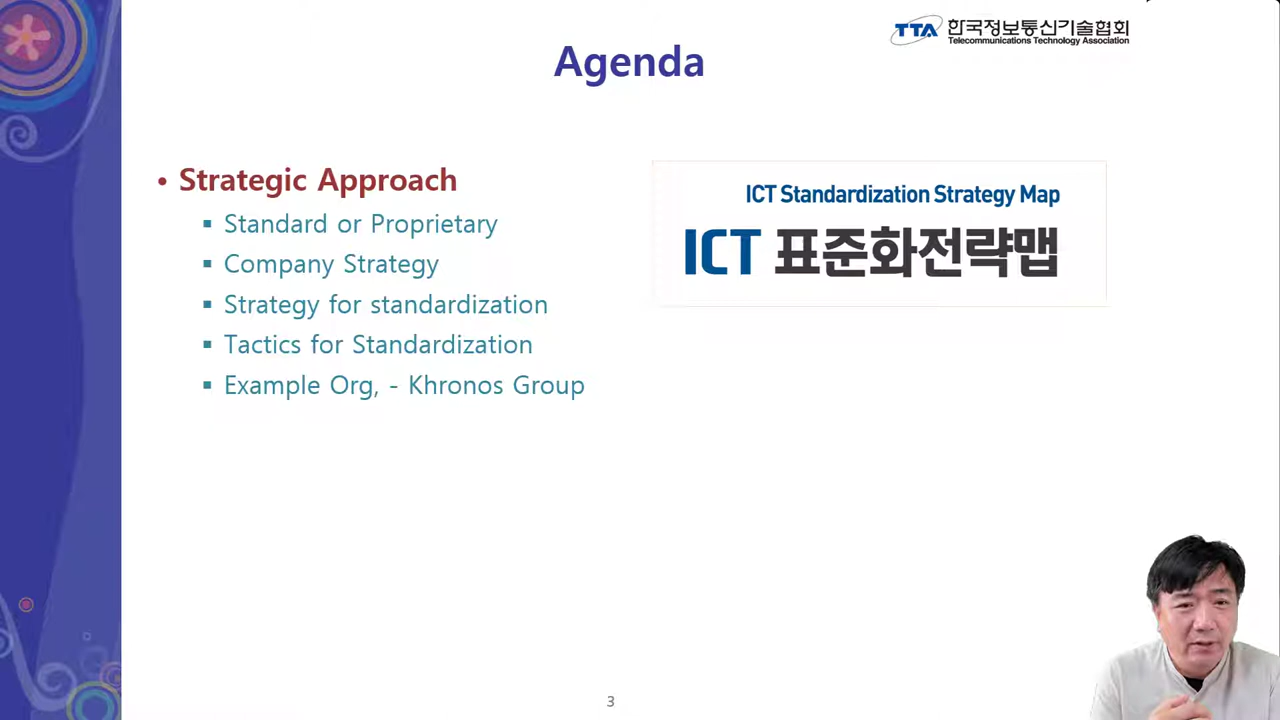 TTA 한국정보통신기술협회
Telecommunications Technology Association
Agenda
• Strategic Approach
▪ Standard or Proprietary
▪ Company Strategy
▪ Strategy for standardization
▪ Tactics for Standardization
▪ Example Org, - Khronos Group
ICT Standardization Strategy Map
ICT 표준화전략맵
3